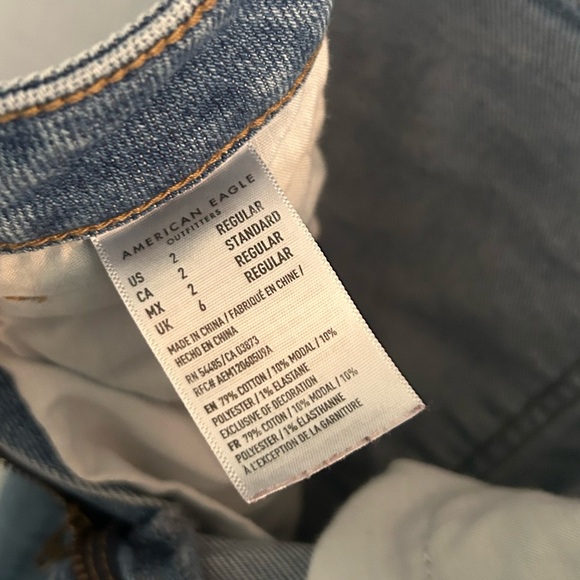 AMERICAN EAGLE
OUTFITTERS
US 2 REGULAR
CA 2 STANDARD
MX 2 REGULAR
UK 6 REGULAR
MADE IN CHINA / FABRIQUÉ EN CHINE /
HECHO EN CHINA
RN 54485/CA 03873
RFC# AEM120605U9A
EN 79% COTTON / 10% MODAL / 10%
POLYESTER / 1% ELASTANE
EXCLUSIVE OF DECORATION
FR 79% COTON / 10% MODAL / 10%
POLYESTER / 1% ÉLASTHANNE
À L'EXCEPTION DE LA GARNITURE